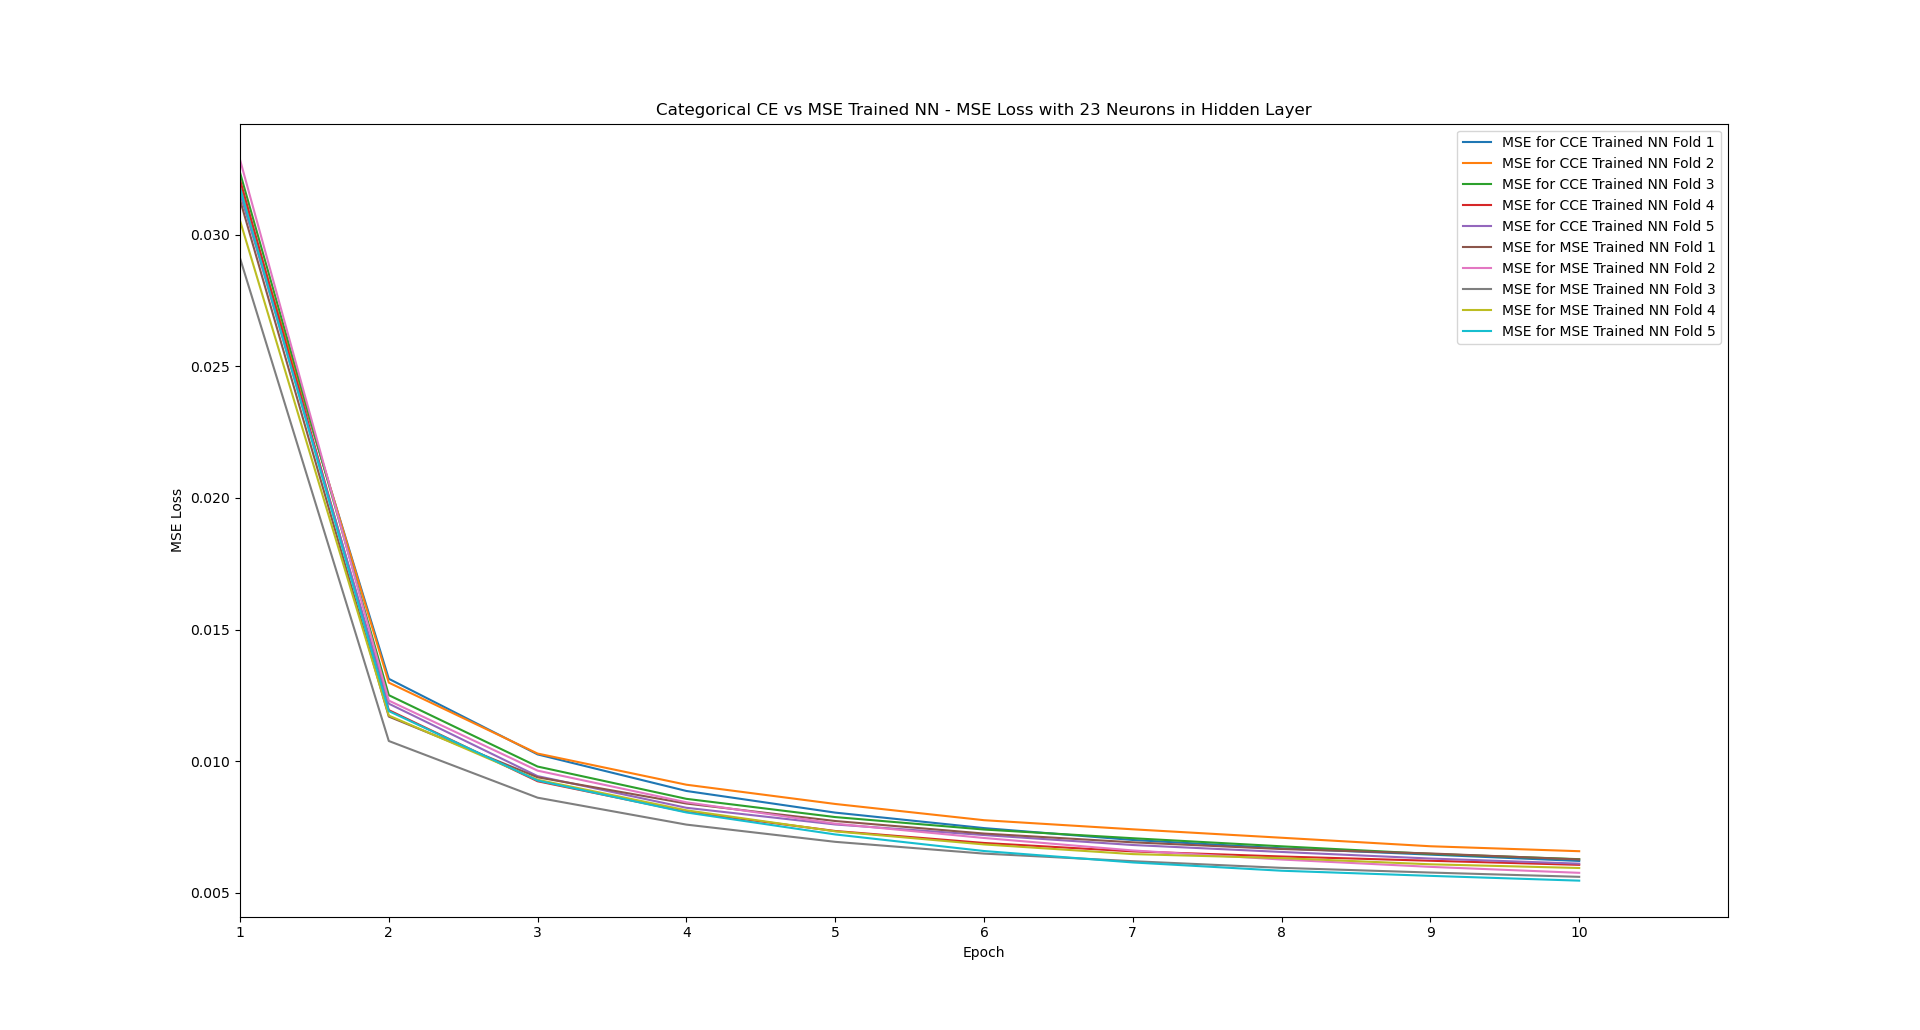 Categorical CE vs MSE Trained NN - MSE Loss with 23 Neurons in Hidden Layer
MSE for CCE Trained NN Fold 1
MSE for CCE Trained NN Fold 2
MSE for CCE Trained NN Fold 3
MSE for CCE Trained NN Fold 4
MSE for CCE Trained NN Fold 5
MSE for MSE Trained NN Fold 1
MSE for MSE Trained NN Fold 2
MSE for MSE Trained NN Fold 3
MSE for MSE Trained NN Fold 4
MSE for MSE Trained NN Fold 5
0.030
0.025
0.020
0.015
0.010
0.005
MSE Loss
1 2 3 4 5 6 7 8 9 10
Epoch